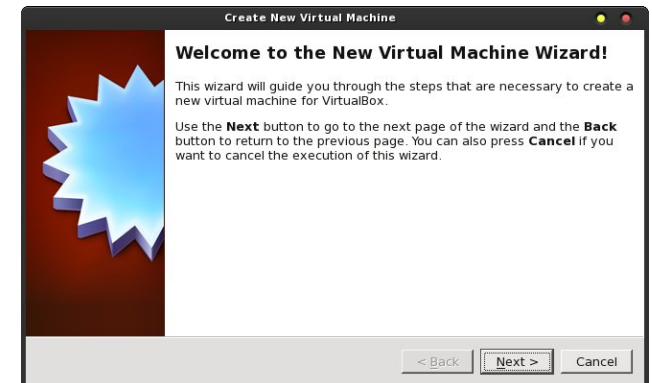 Create New Virtual Machine
Welcome to the New Virtual Machine Wizard!
This wizard will guide you through the steps that are necessary to create a
new virtual machine for VirtualBox.
Use the Next button to go to the next page of the wizard and the Back
button to return to the previous page. You can also press Cancel if you
want to cancel the execution of this wizard.
< Back Next > Cancel